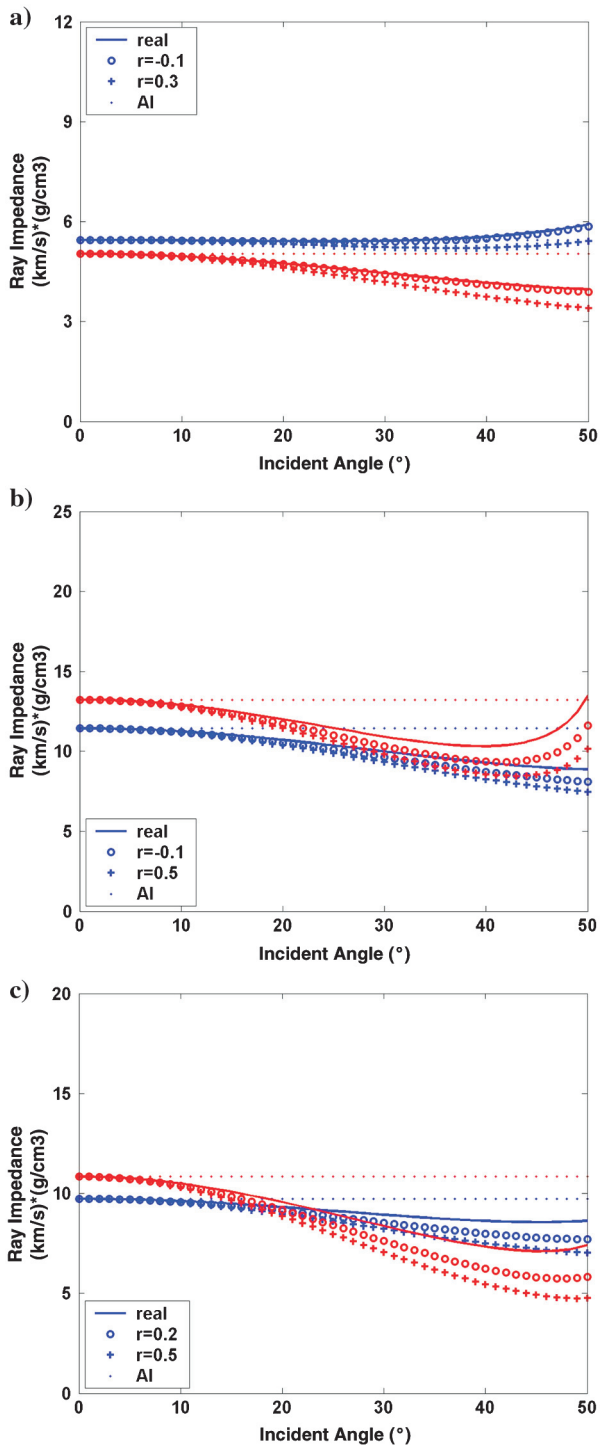 a)
12
9
6
3
0
Ray Impedance
(km/s)*(g/cm3)
real
r=-0.1
r=0.3
AI
0 10 20 30 40 50
Incident Angle (°)
b)
25
20
15
10
5
0
Ray Impedance
(km/s)*(g/cm3)
real
r=-0.1
r=0.5
AI
0 10 20 30 40 50
Incident Angle (°)
c)
20
15
10
5
0
Ray Impedance
(km/s)*(g/cm3)
real
r=0.2
r=0.5
AI
0 10 20 30 40 50
Incident Angle (°)